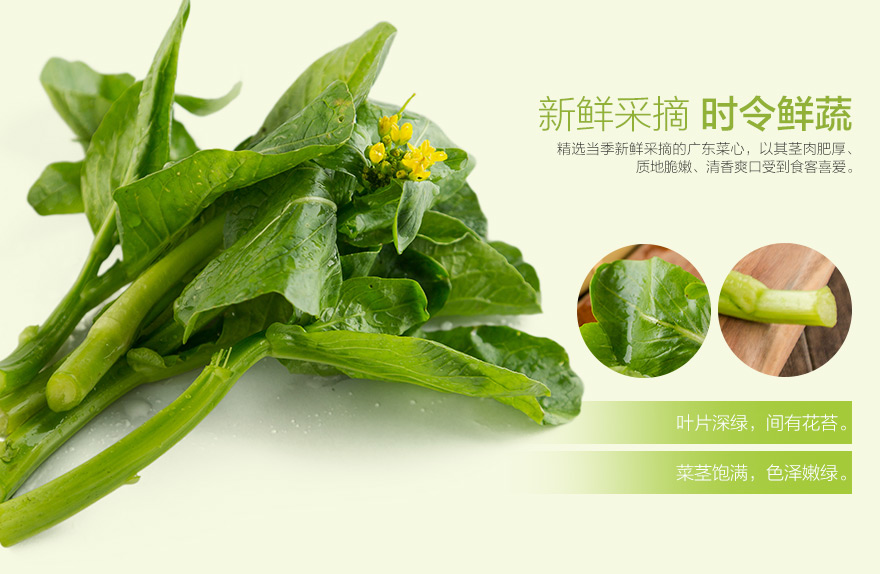 新鲜采摘 时令鲜蔬
精选当季新鲜采摘的广东菜心，以其茎肉肥厚、
质地脆嫩、清香爽口受到食客喜爱。
叶片深绿，间有花苔。
菜茎饱满，色泽嫩绿。